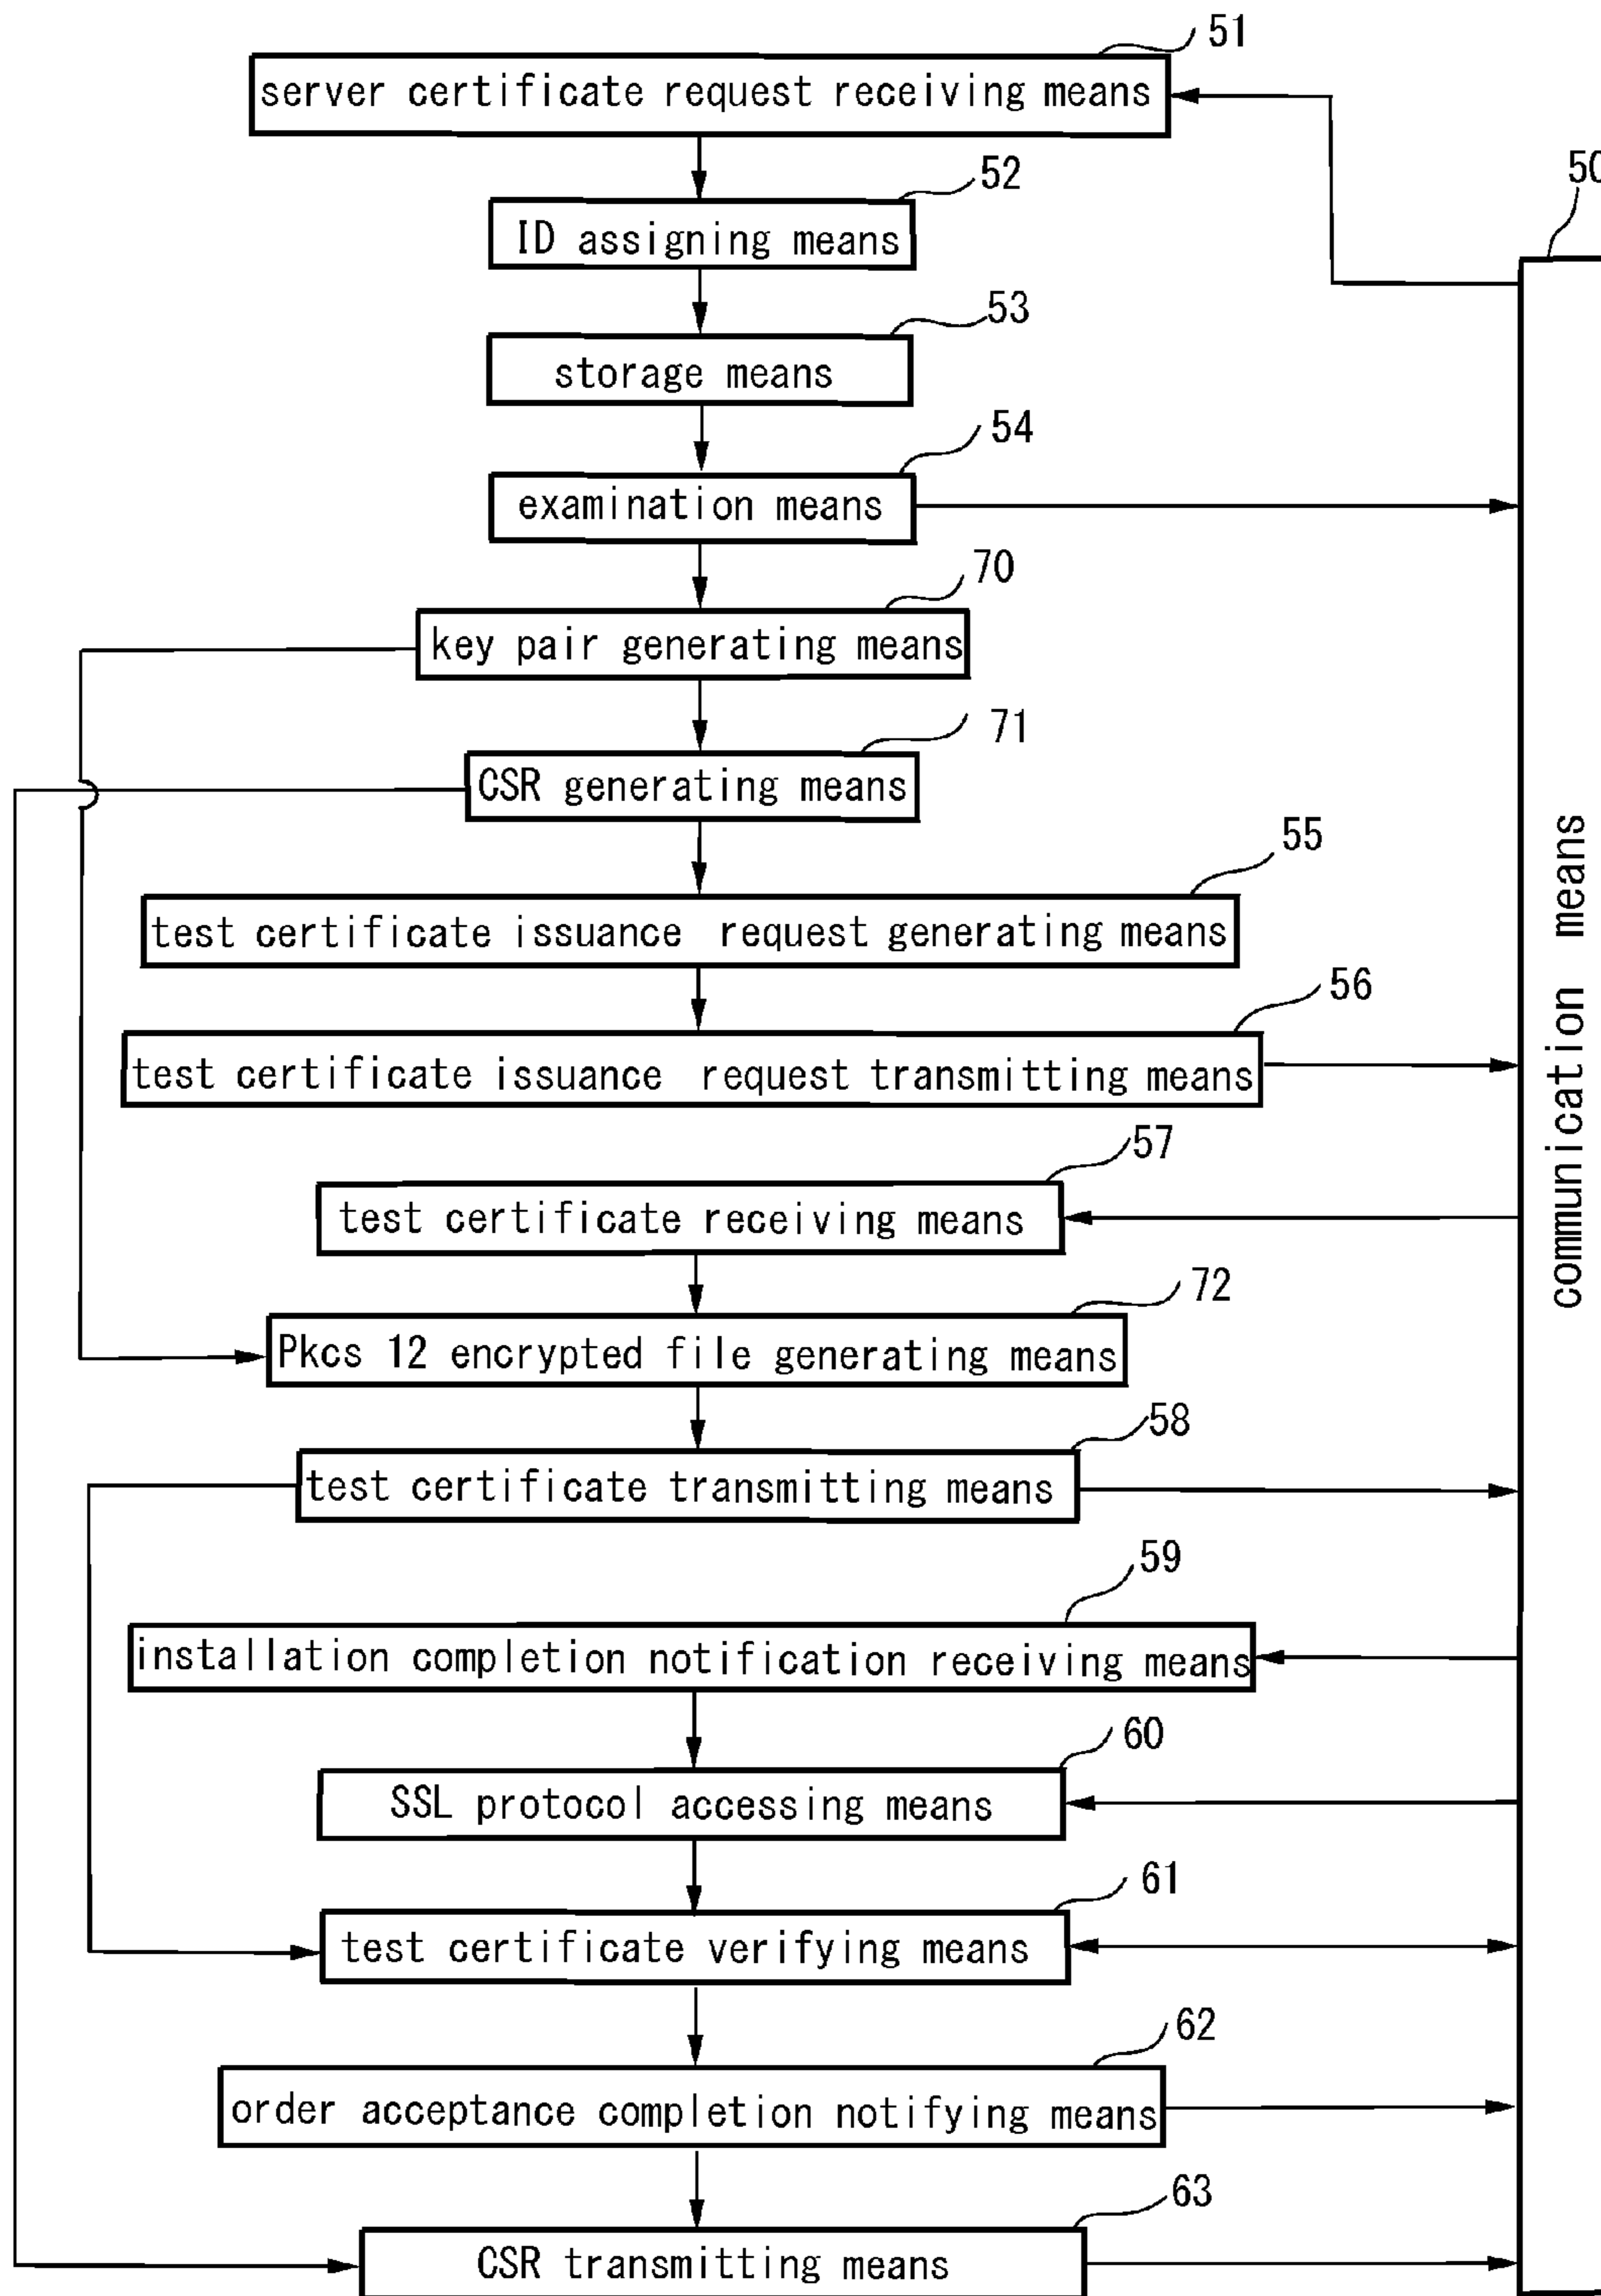 51
server certificate request receiving means
50
52
ID assigning means
53
storage means
54
examination means
70
key pair generating means
71
CSR generating means
55
test certificate issuance request generating means
56
test certificate issuance request transmitting means
communication means
57
test certificate receiving means
72
Pkcs 12 encrypted file generating means
58
test certificate transmitting means
59
installation completion notification receiving means
60
SSL protocol accessing means
61
test certificate verifying means
62
order acceptance completion notifying means
63
CSR transmitting means